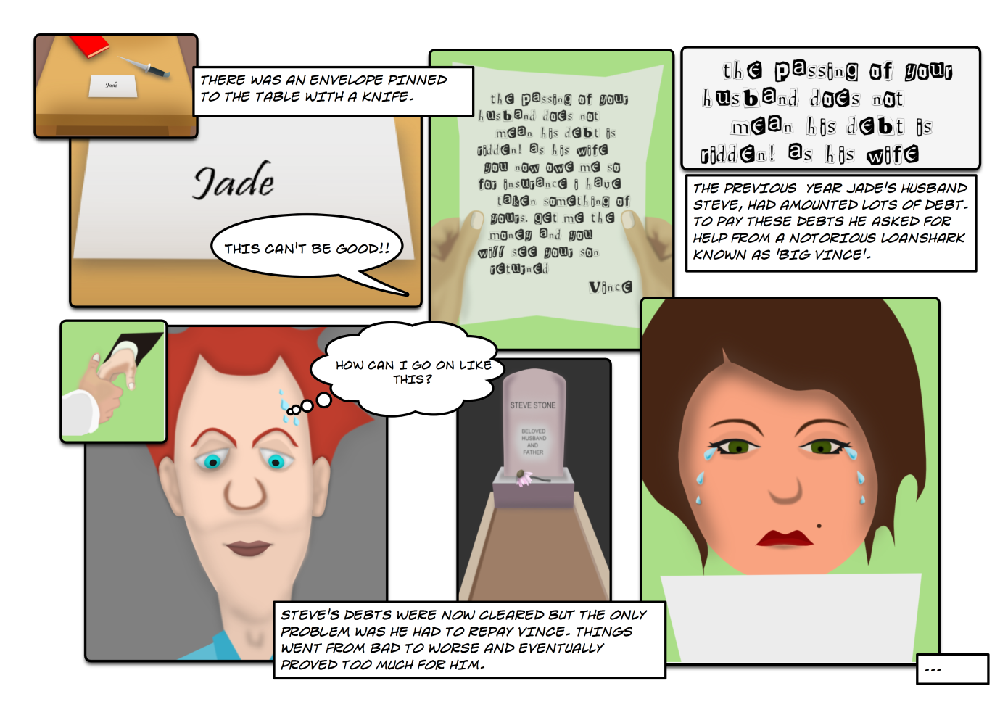 Jade
THERE WAS AN ENVELOPE PINNED
TO THE TABLE WITH A KNIFE.
Jade
THIS CAN'T BE GOOD!!
the passing of your
husband does not
mean his debt is
ridden! as his wife
you now owe me so
for insurance i have
taken something of
yours. get me the
money and you
will see your son
returned
Vince
the passing of your
husband does not
mean his debt is
ridden! as his wife
THE PREVIOUS YEAR JADE'S HUSBAND
STEVE, HAD AMOUNTED LOTS OF DEBT.
TO PAY THESE DEBTS HE ASKED FOR
HELP FROM A NOTORIOUS LOANSHARK
KNOWN AS 'BIG VINCE'.
HOW CAN I GO ON LIKE
THIS?
STEVE STONE
BELOVED
HUSBAND
AND
FATHER
STEVE'S DEBTS WERE NOW CLEARED BUT THE ONLY
PROBLEM WAS HE HAD TO REPAY VINCE. THINGS
WENT FROM BAD TO WORSE AND EVENTUALLY
PROVED TOO MUCH FOR HIM.
---